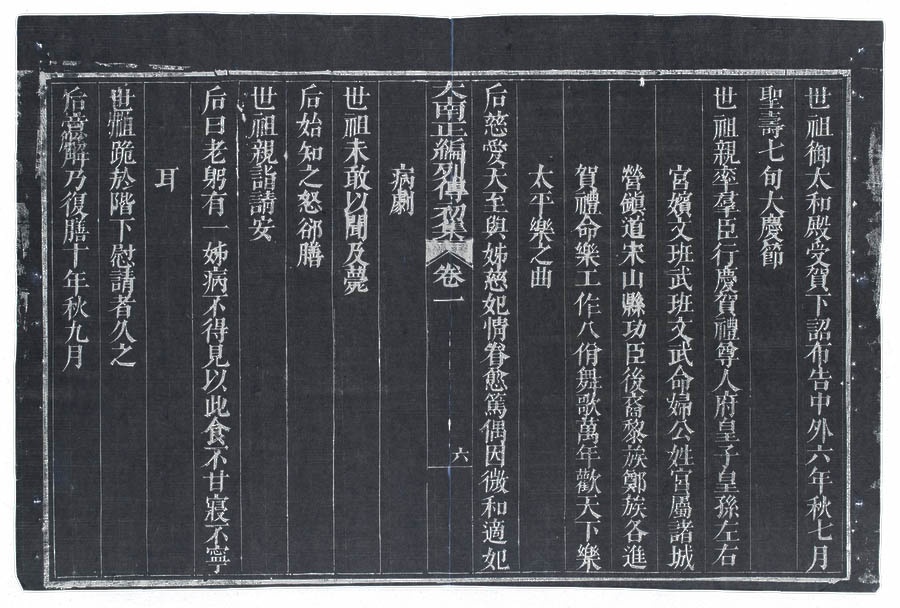 世祖御太和殿受賀下詔布告中外六年秋七月
聖壽七旬大慶節
世祖親率羣臣行慶賀禮尊人府皇子皇孫左右
宮嬪文班武班文武命婦公姓宮屬諸城
營鎮道宋山縣功臣後裔黎族鄭族各進
賀禮命樂工作八佾舞歌萬年歡天下樂
太平樂之曲
后慈愛天至與姊慈妃情眷愈篤偶因微和適妃
大南正編列傳初集 卷一 六
病劇
世祖未敢以聞及薨
后始知之怒郤膳
世祖親詣請安
后曰老躬有一姊病不得見以此食不甘寢不寧
耳
世祖跪於階下慰請者久之
后意解乃復膳十年秋九月